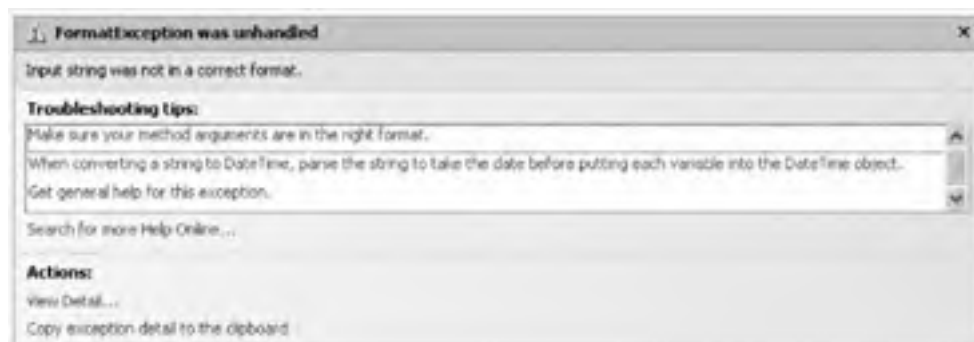 FormatException was unhandled
Input string was not in a correct format.
Troubleshooting tips:
Make sure your method arguments are in the right format.
When converting a string to DateTime, parse the string to take the date before putting each variable into the DateTime object.
Get general help for this exception.
Search for more Help Online...
Actions:
View Detail...
Copy exception detail to the clipboard